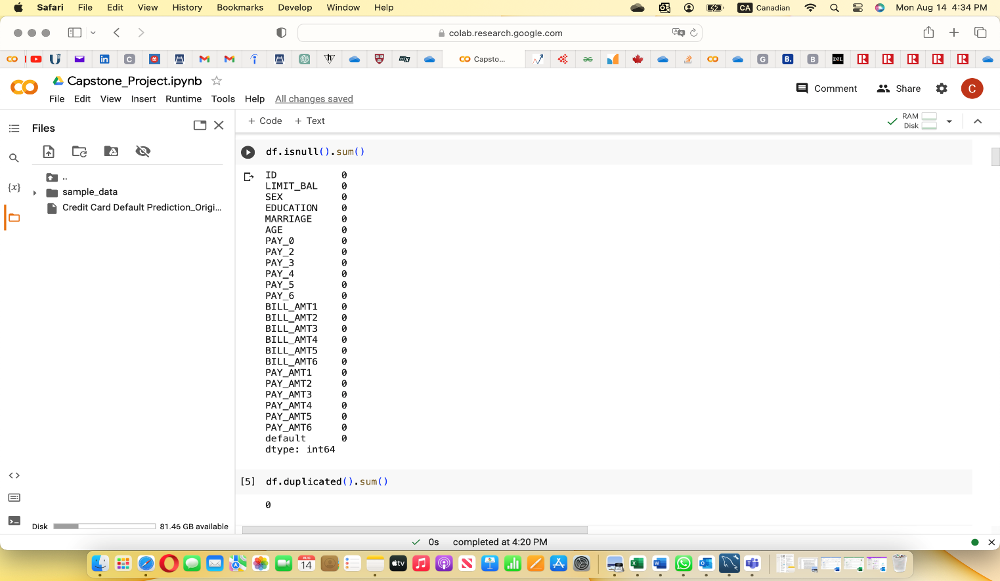 Safari File Edit View History Bookmarks Develop Window Help CA Canadian Mon Aug 14 4:34 PM
colab.research.google.com
Capsto...
Capstone_Project.ipynb
File Edit View Insert Runtime Tools Help All changes saved
Comment Share C
Files
+ Code + Text
RAM
Disk
..
sample_data
Credit Card Default Prediction_Origi...
{x}
df.isnull().sum()
ID 0
LIMIT_BAL 0
SEX 0
EDUCATION 0
MARRIAGE 0
AGE 0
PAY_0 0
PAY_2 0
PAY_3 0
PAY_4 0
PAY_5 0
PAY_6 0
BILL_AMT1 0
BILL_AMT2 0
BILL_AMT3 0
BILL_AMT4 0
BILL_AMT5 0
BILL_AMT6 0
PAY_AMT1 0
PAY_AMT2 0
PAY_AMT3 0
PAY_AMT4 0
PAY_AMT5 0
PAY_AMT6 0
default 0
dtype: int64
[5] df.duplicated().sum()
0
Disk 81.46 GB available
0s completed at 4:20 PM
AUG
14
tv